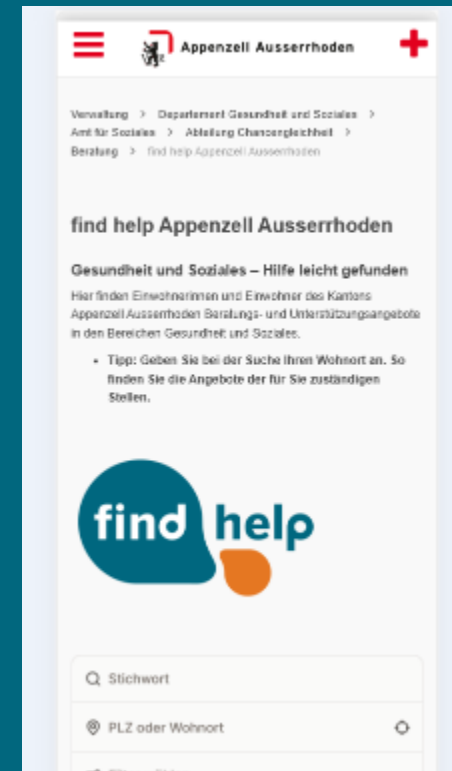 Appenzell Ausserrhoden
Verwaltung > Departement Gesundheit und Soziales >
Amt für Soziales > Abteilung Chancengleichheit >
Beratung > find help Appenzell Ausserrhoden
find help Appenzell Ausserrhoden
Gesundheit und Soziales – Hilfe leicht gefunden
Hier finden Einwohnerinnen und Einwohner des Kantons
Appenzell Ausserrhoden Beratungs- und Unterstützungsangebote
in den Bereichen Gesundheit und Soziales.
• Tipp: Geben Sie bei der Suche Ihren Wohnort an. So
finden Sie die Angebote der für Sie zuständigen
Stellen.
find help
Stichwort
PLZ oder Wohnort